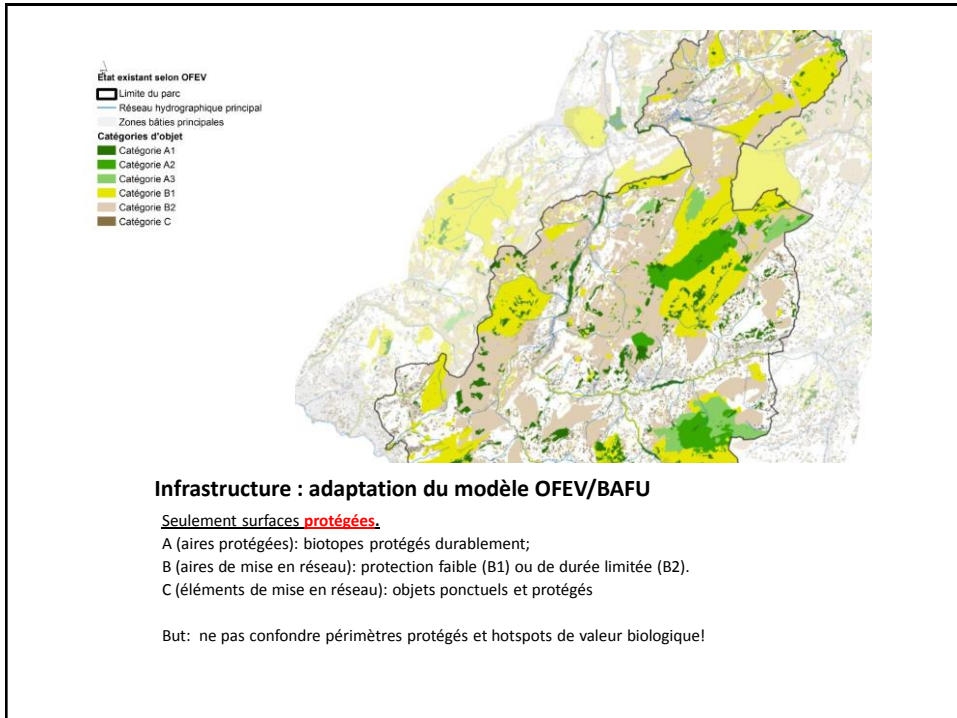 État existant selon OFEV
Limite du parc
Réseau hydrographique principal
Zones bâties principales
Catégories d'objet
Catégorie A1
Catégorie A2
Catégorie A3
Catégorie B1
Catégorie B2
Catégorie C
Infrastructure : adaptation du modèle OFEV/BAFU
Seulement surfaces protégées.
A (aires protégées): biotopes protégés durablement;
B (aires de mise en réseau): protection faible (B1) ou de durée limitée (B2).
C (éléments de mise en réseau): objets ponctuels et protégés
But: ne pas confondre périmètres protégés et hotspots de valeur biologique!